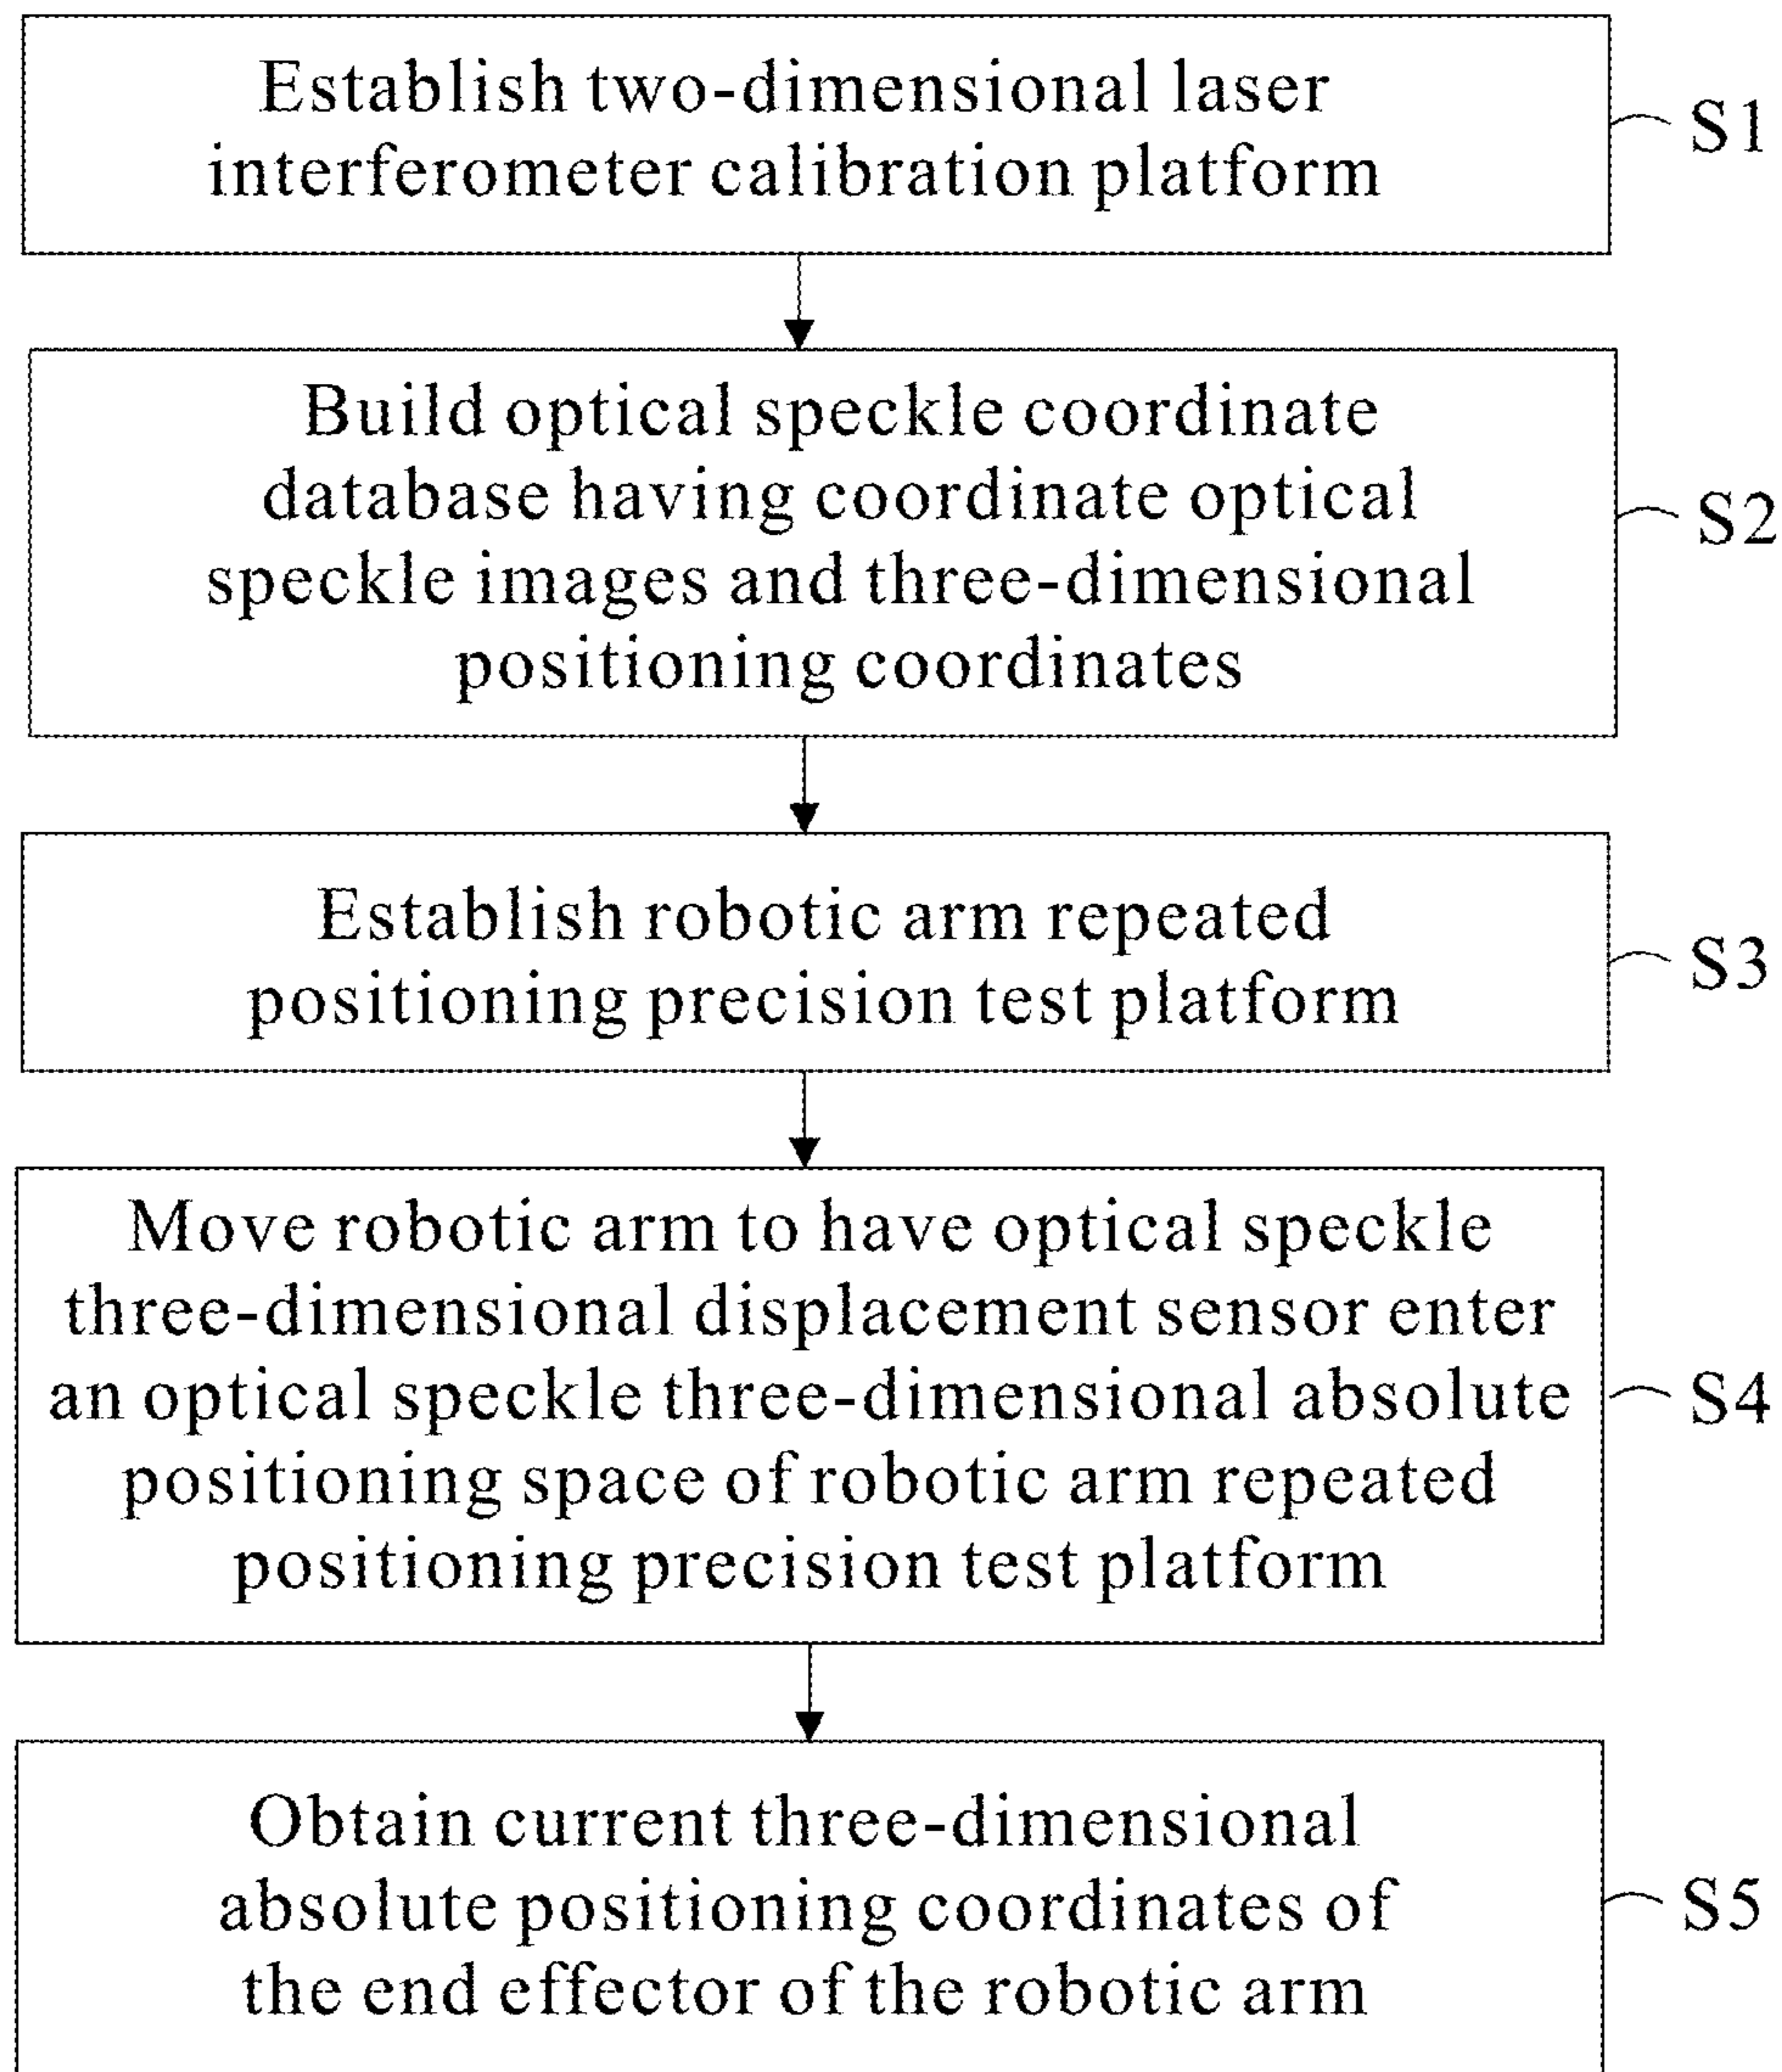 Establish two-dimensional laser
interferometer calibration platform
S1
Build optical speckle coordinate
database having coordinate optical
speckle images and three-dimensional
positioning coordinates
S2
Establish robotic arm repeated
positioning precision test platform
S3
Move robotic arm to have optical speckle
three-dimensional displacement sensor enter
an optical speckle three-dimensional absolute
positioning space of robotic arm repeated
positioning precision test platform
S4
Obtain current three-dimensional
absolute positioning coordinates of
the end effector of the robotic arm
S5